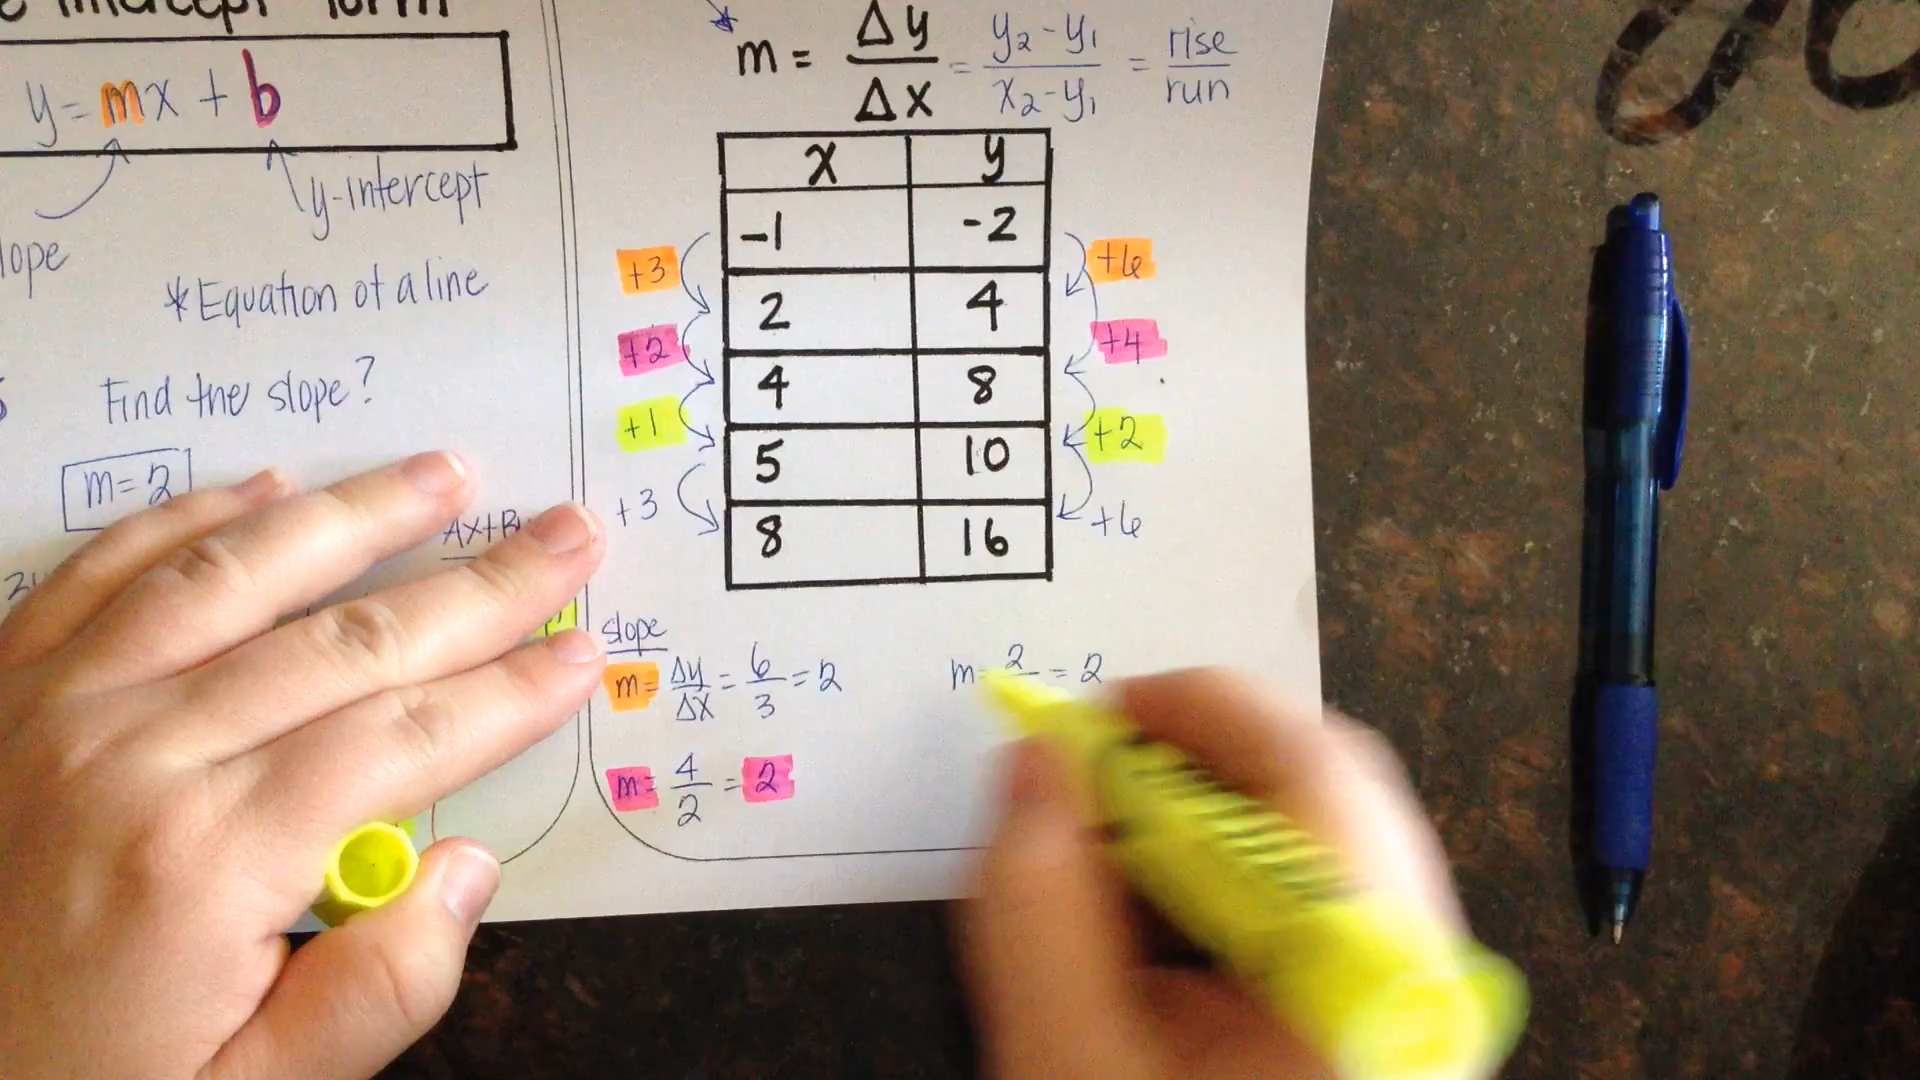 y = mx + b
y-intercept
*Equation of a line
Find the slope?
m = 2
m = Δy/Δx = y₂-y₁/x₂-y₁ = rise/run
x y
-1 -2
+3 +6
2 4
+2 +4
4 8
+1 +2
5 10
+3 +6
8 16
slope
m = Δy/Δx = 6/3 = 2
m = 2 = 2
m = 4/2 = 2